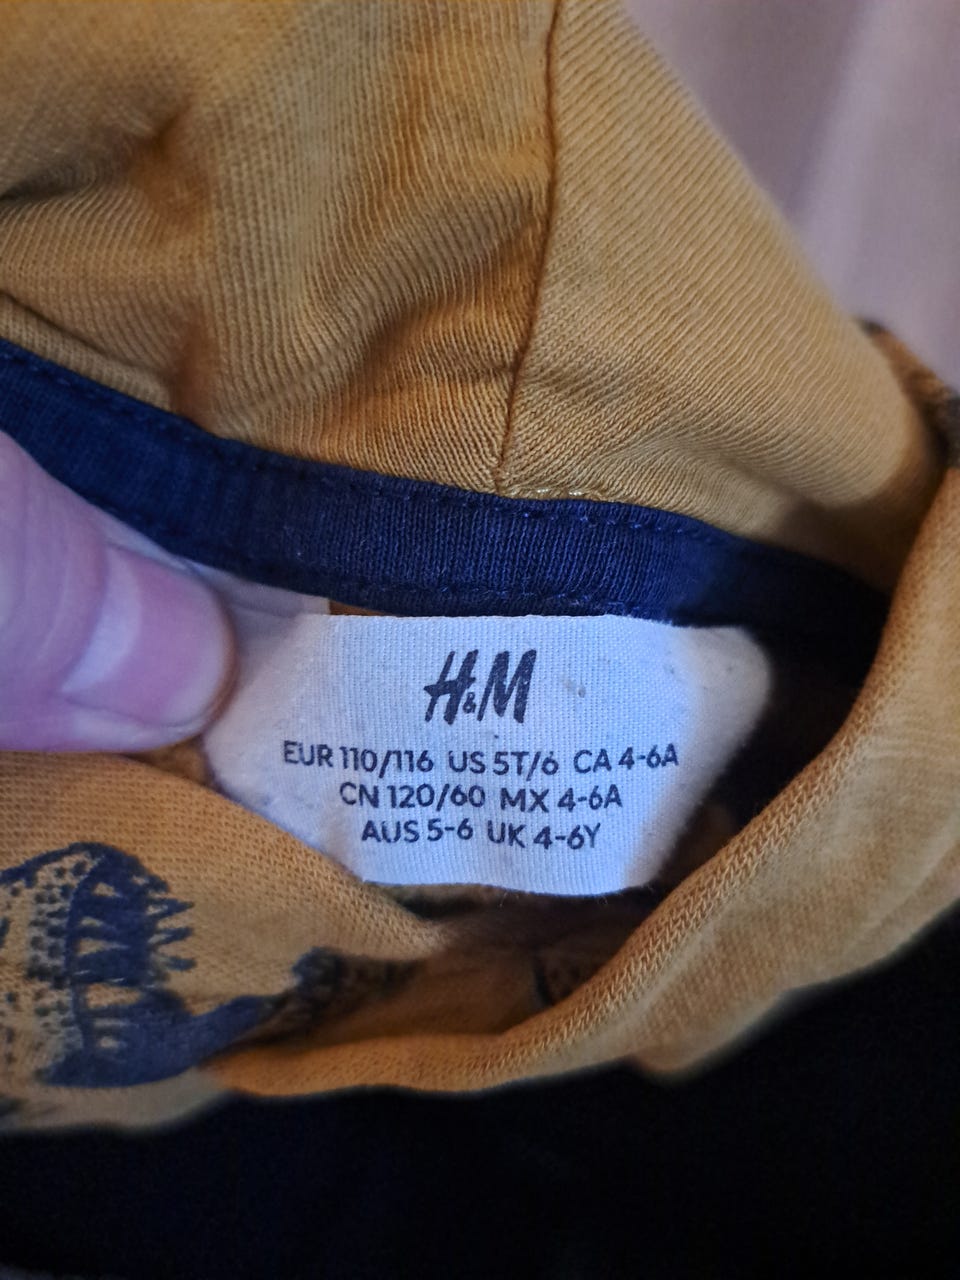 H&M
EUR 110/116 US 5T/6 CA 4-6A
CN 120/60 MX 4-6A
AUS 5-6 UK 4-6Y